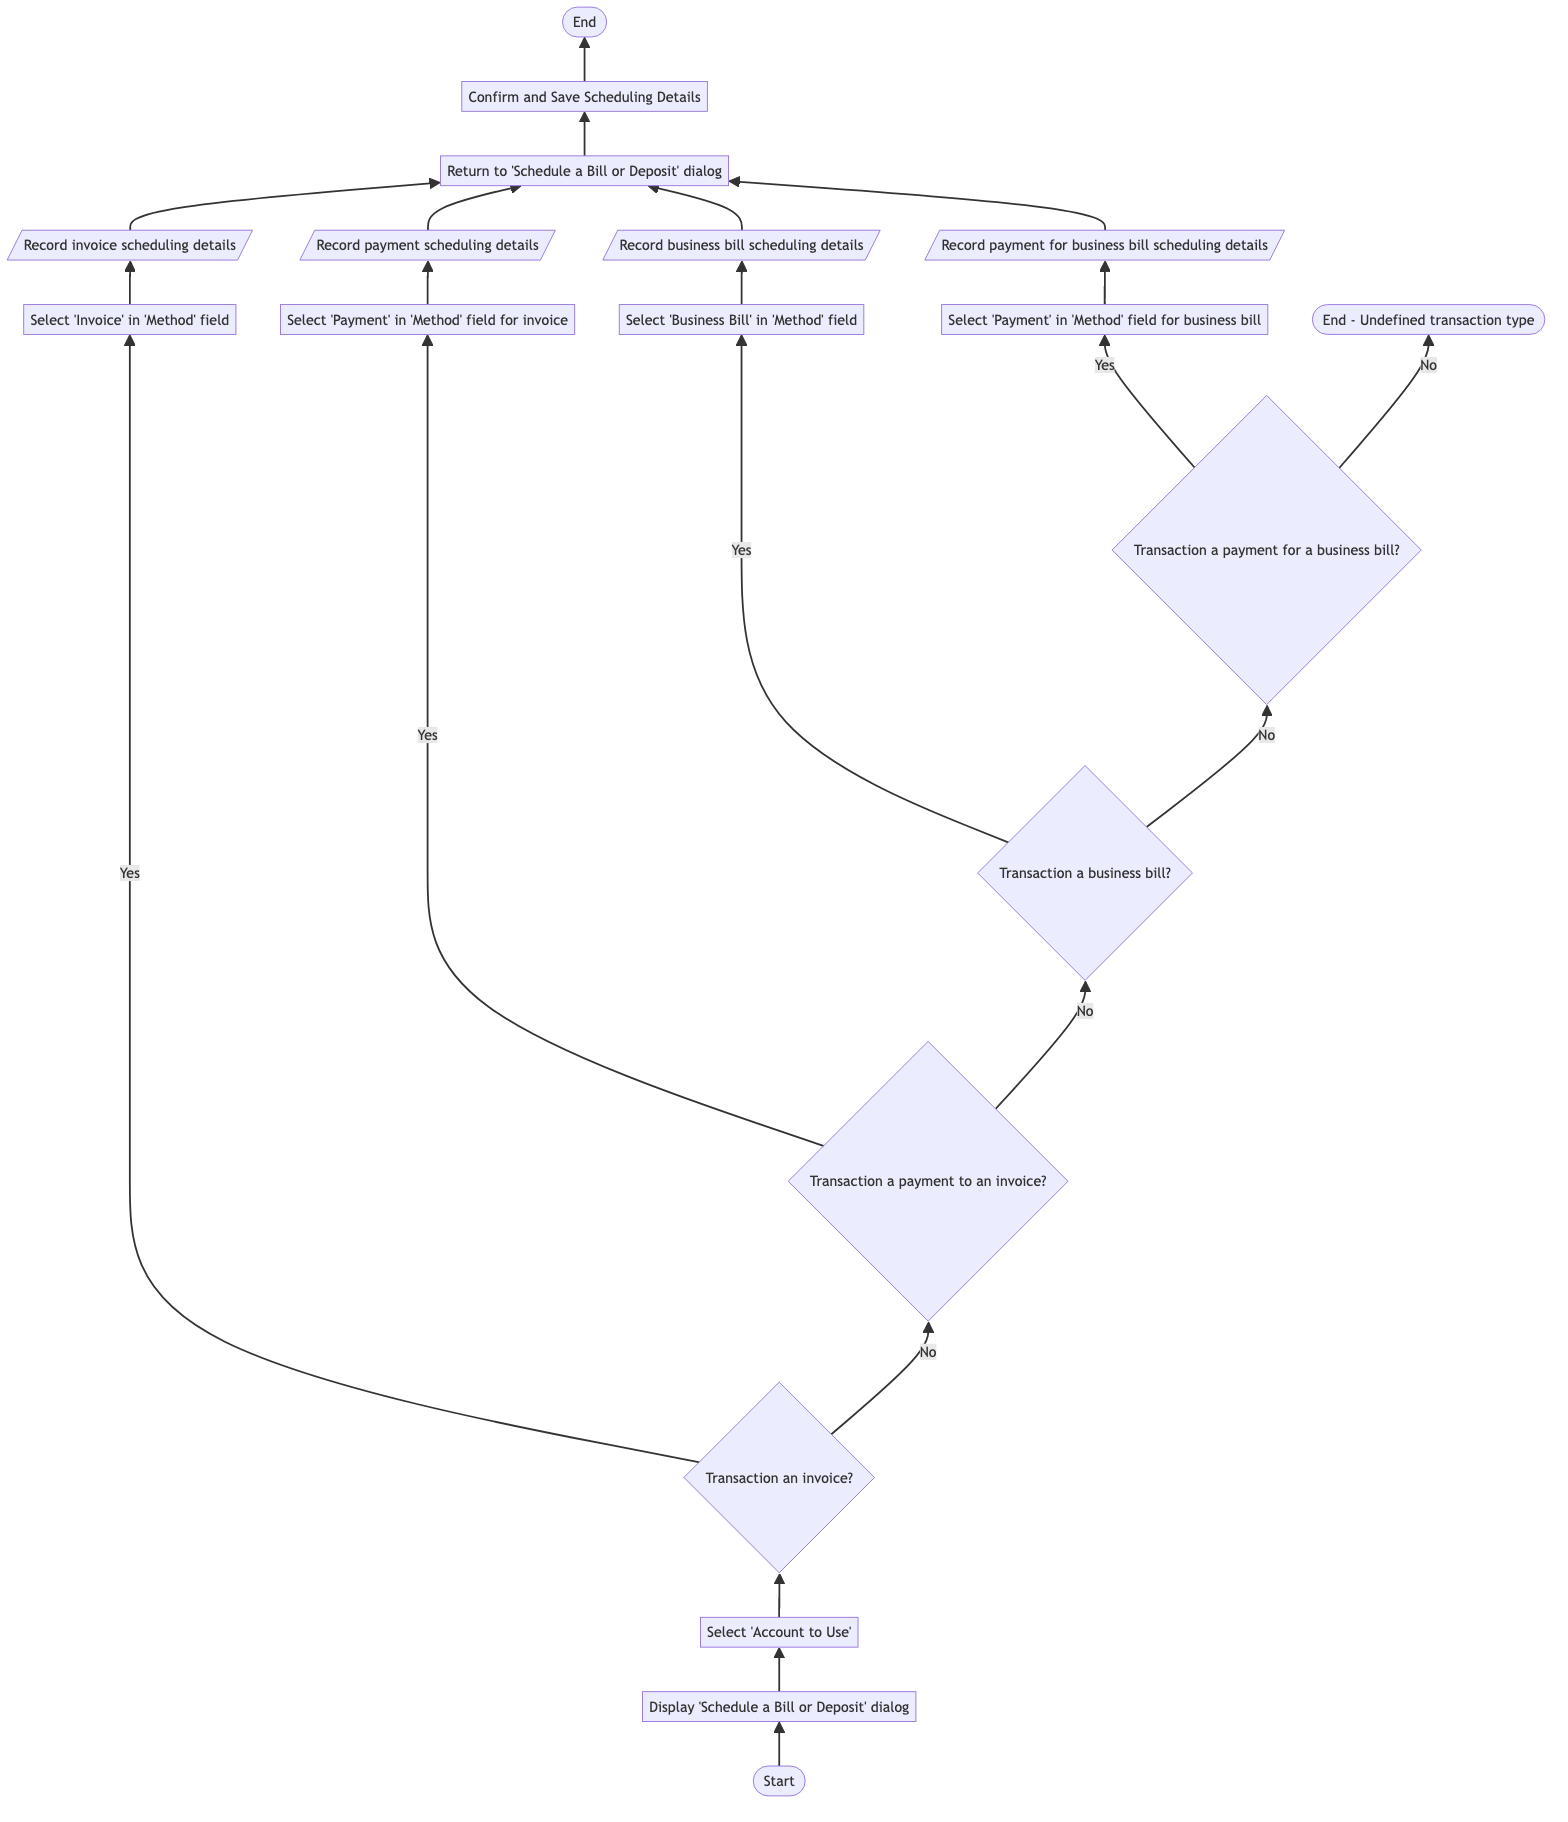 End
Confirm and Save Scheduling Details
Return to 'Schedule a Bill or Deposit' dialog
Record invoice scheduling details
Record payment scheduling details
Record business bill scheduling details
Record payment for business bill scheduling details
Select 'Invoice' in 'Method' field
Select 'Payment' in 'Method' field for invoice
Select 'Business Bill' in 'Method' field
Select 'Payment' in 'Method' field for business bill
End - Undefined transaction type
Yes
No
Yes
Transaction a payment for a business bill?
Yes
No
Yes
Transaction a business bill?
No
Transaction a payment to an invoice?
No
Transaction an invoice?
Select 'Account to Use'
Display 'Schedule a Bill or Deposit' dialog
Start